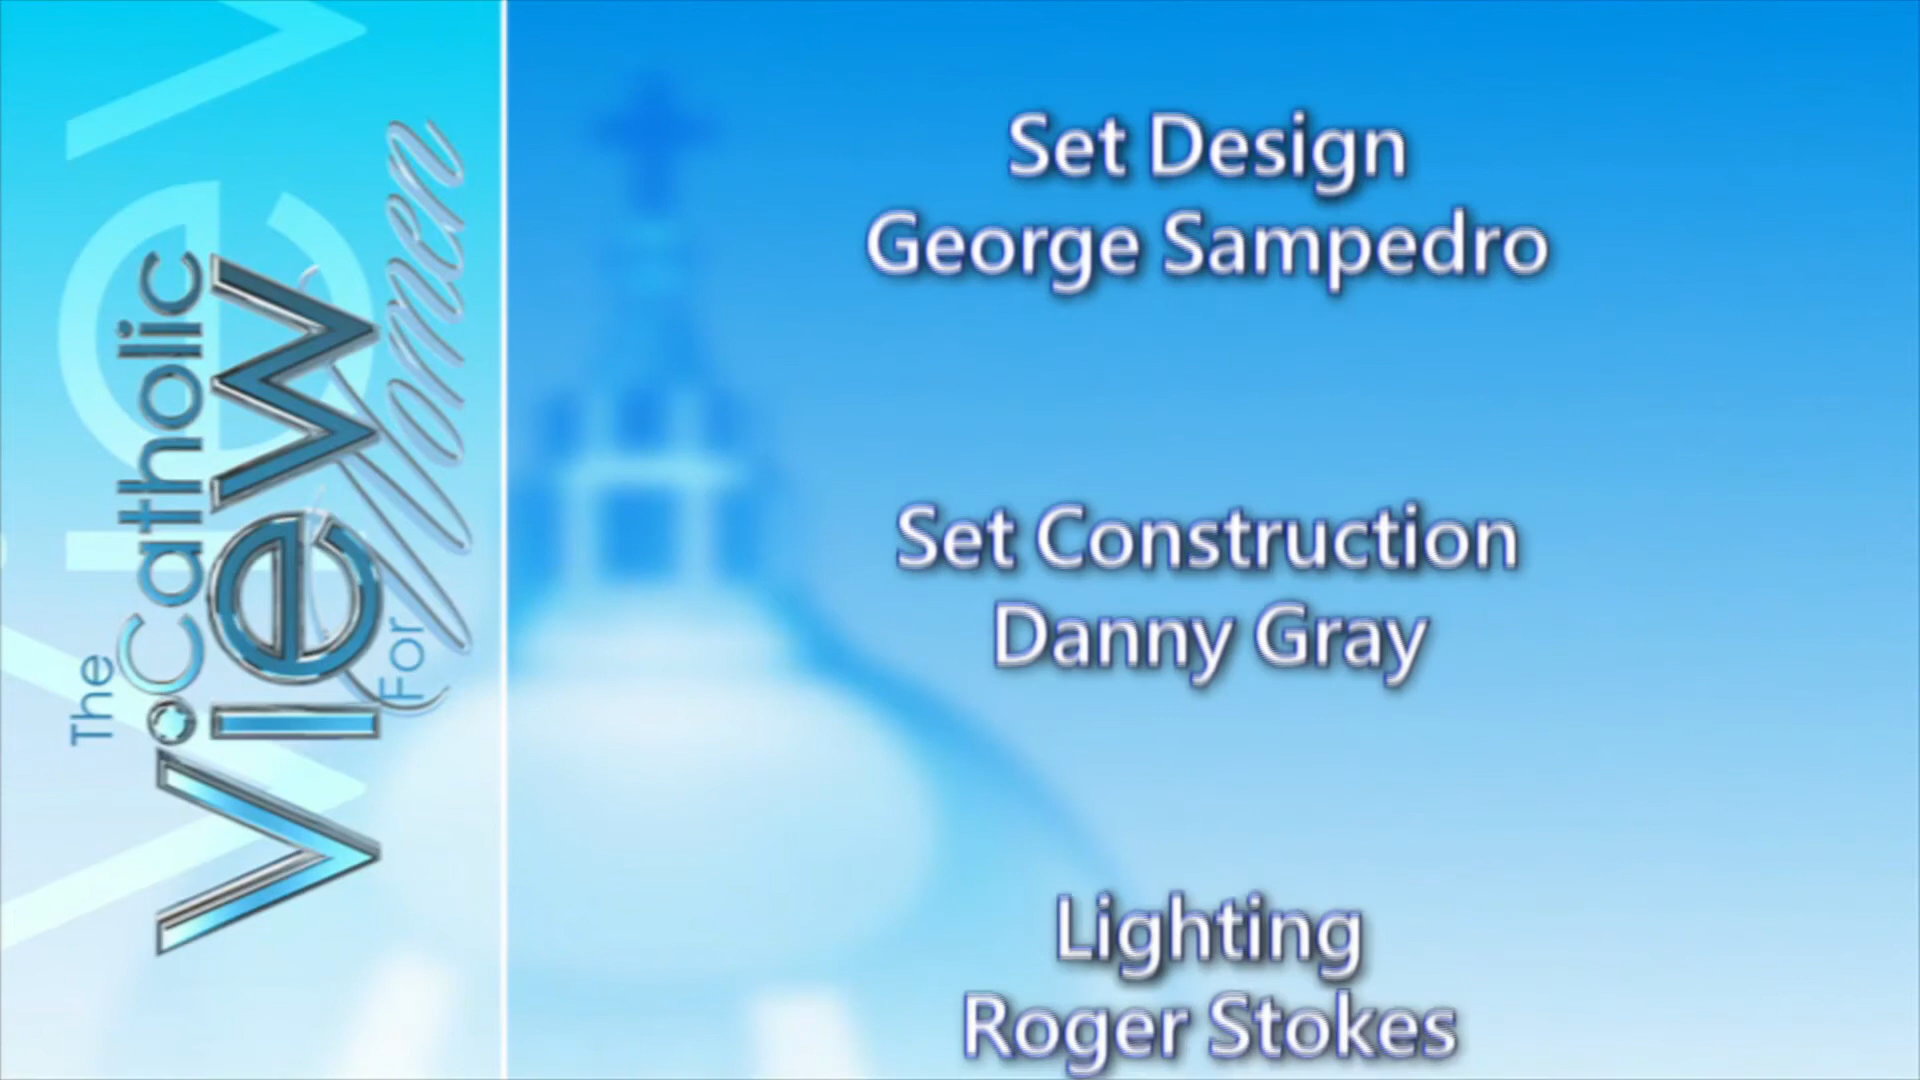 The Catholic
View
For Women
Set Design
George Sampedro
Set Construction
Danny Gray
Lighting
Roger Stokes